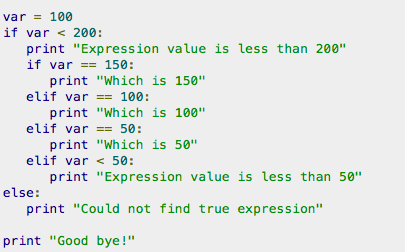 var = 100
if var < 200:
   print "Expression value is less than 200"
   if var == 150:
      print "Which is 150"
   elif var == 100:
      print "Which is 100"
   elif var == 50:
      print "Which is 50"
   elif var < 50:
      print "Expression value is less than 50"
else:
   print "Could not find true expression"

print "Good bye!"